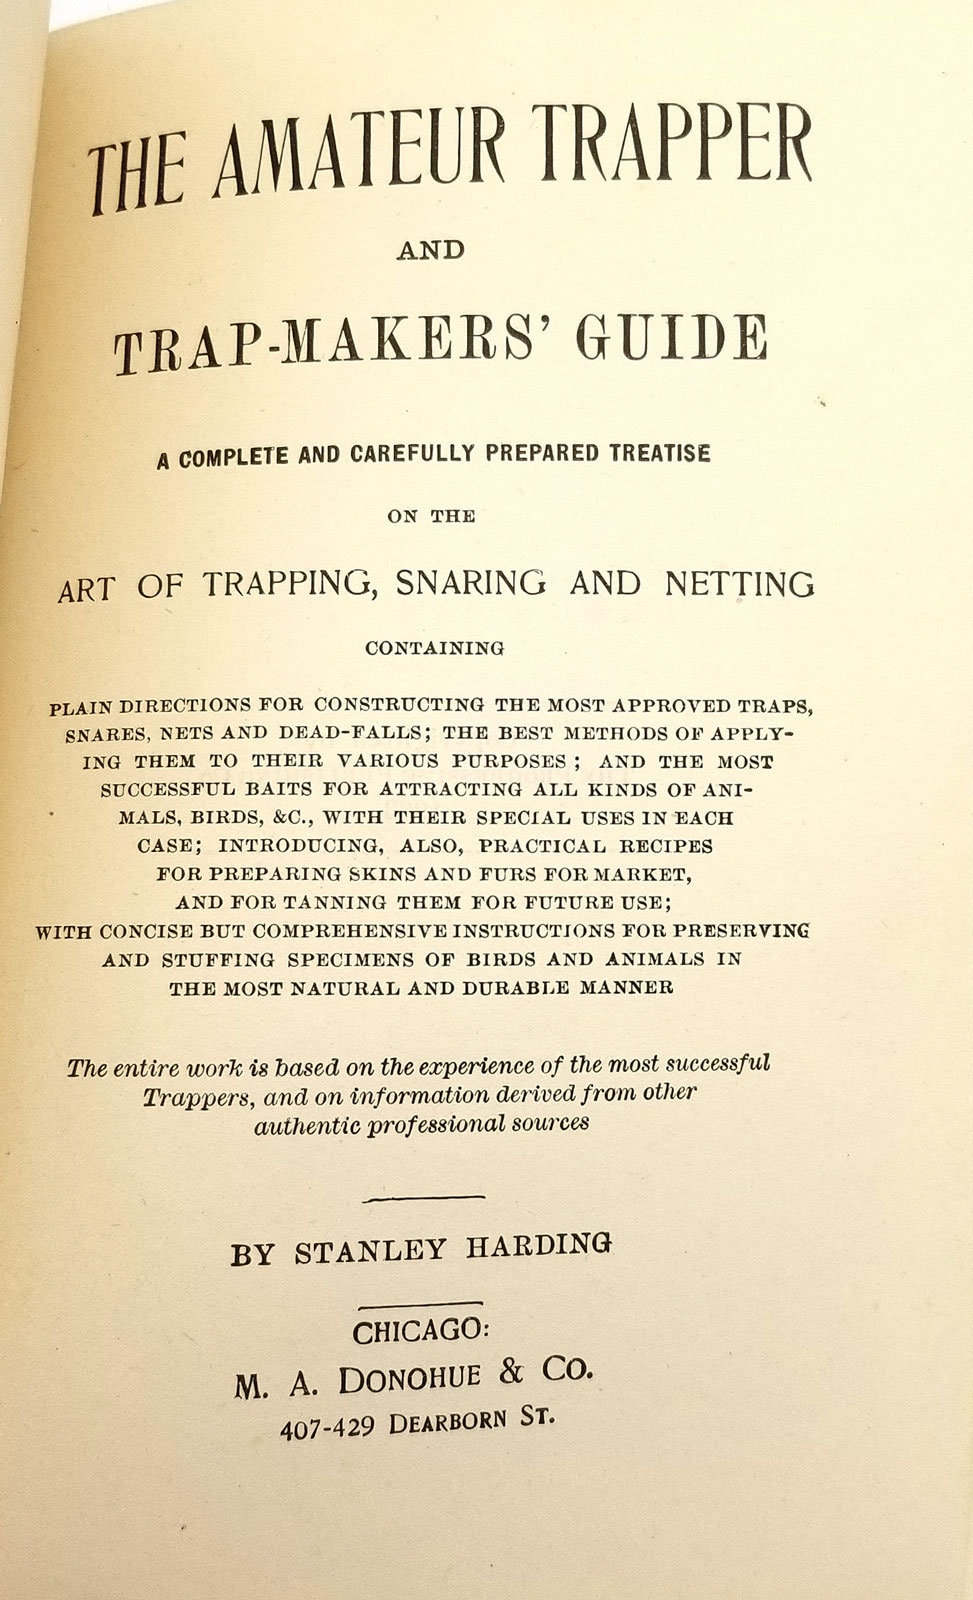 THE AMATEUR TRAPPER
AND
TRAP-MAKERS' GUIDE
A COMPLETE AND CAREFULLY PREPARED TREATISE
ON THE
ART OF TRAPPING, SNARING AND NETTING
CONTAINING
PLAIN DIRECTIONS FOR CONSTRUCTING THE MOST APPROVED TRAPS,
SNARES, NETS AND DEAD-FALLS; THE BEST METHODS OF APPLY-
ING THEM TO THEIR VARIOUS PURPOSES; AND THE MOST
SUCCESSFUL BAITS FOR ATTRACTING ALL KINDS OF ANI-
MALS, BIRDS, &C., WITH THEIR SPECIAL USES IN EACH
CASE; INTRODUCING, ALSO, PRACTICAL RECIPES
FOR PREPARING SKINS AND FURS FOR MARKET,
AND FOR TANNING THEM FOR FUTURE USE;
WITH CONCISE BUT COMPREHENSIVE INSTRUCTIONS FOR PRESERVING
AND STUFFING SPECIMENS OF BIRDS AND ANIMALS IN
THE MOST NATURAL AND DURABLE MANNER
The entire work is based on the experience of the most successful
Trappers, and on information derived from other
authentic professional sources
BY STANLEY HARDING
CHICAGO:
M. A. DONOHUE & CO.
407-429 DEARBORN ST.